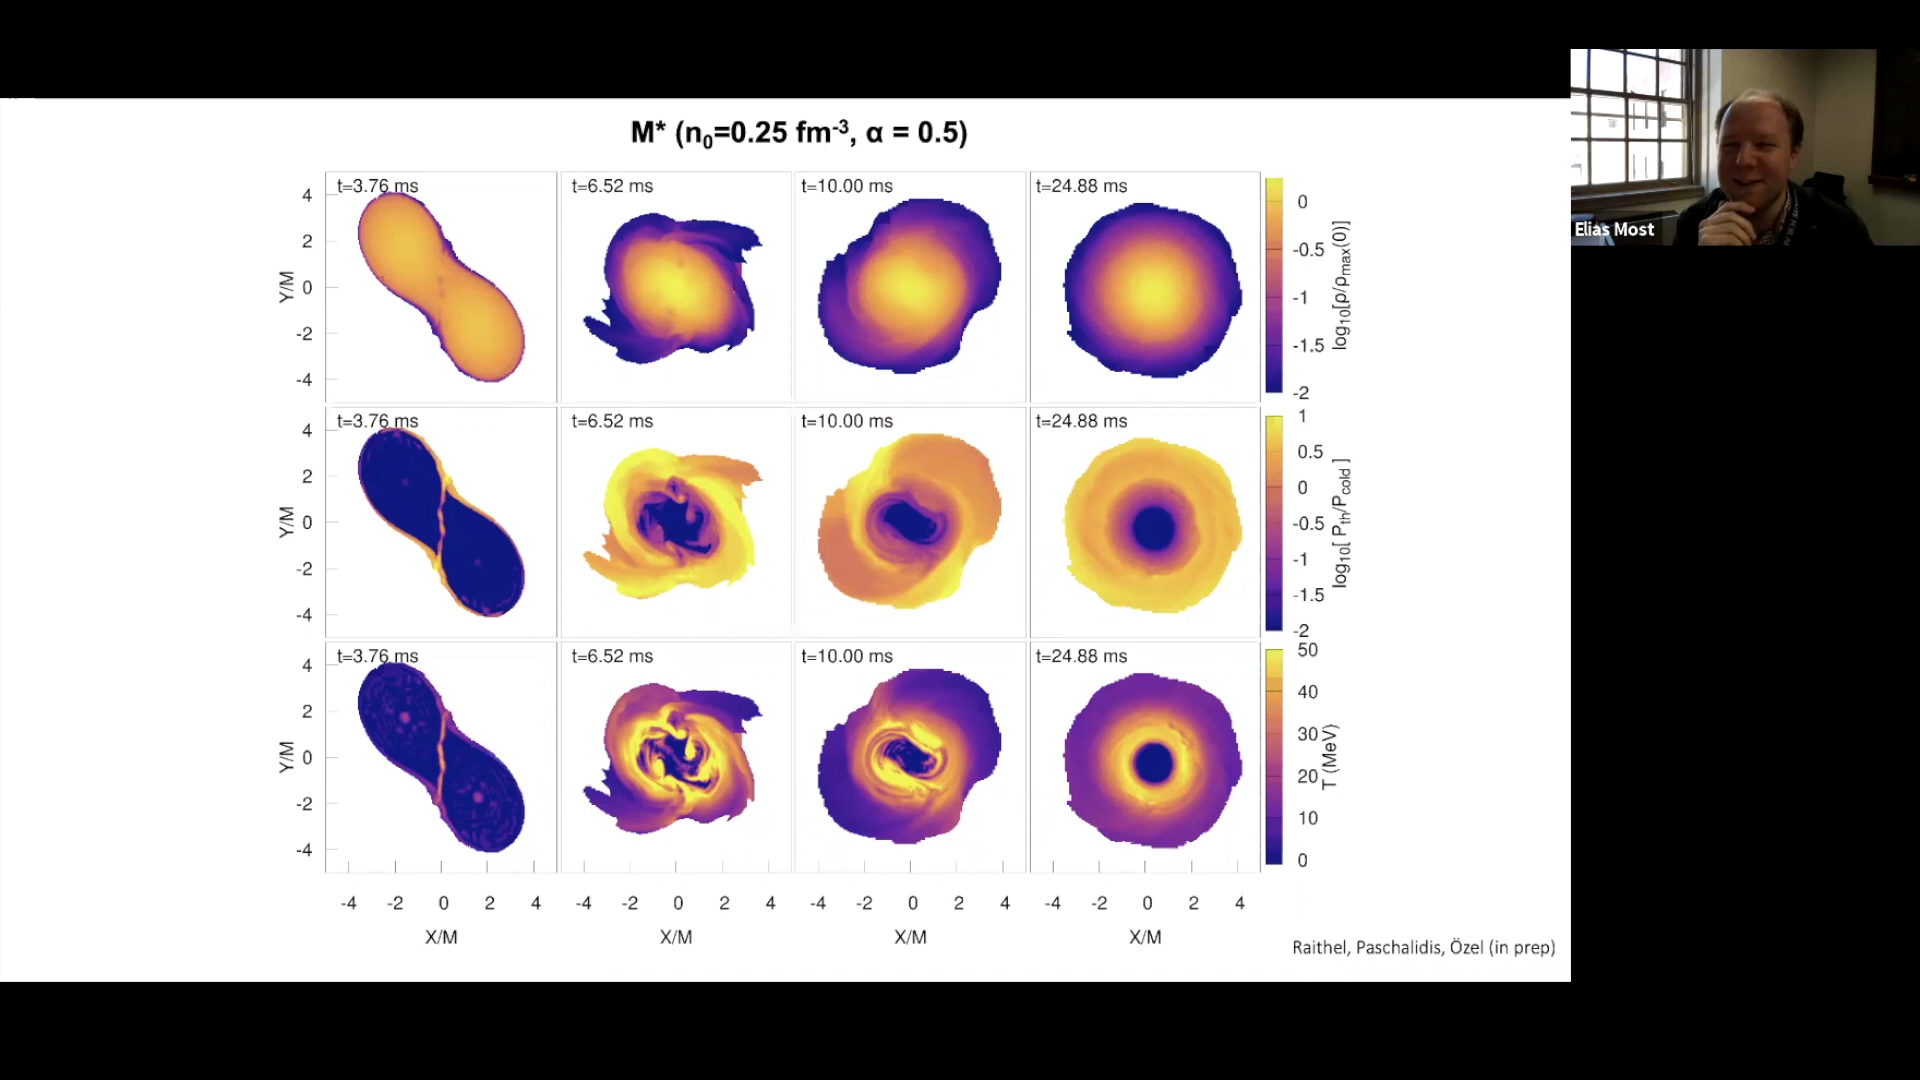 M* (n₀=0.25 fm⁻³, α = 0.5)
t=3.76 ms t=6.52 ms t=10.00 ms t=24.88 ms
4
2
0
-2
-4
Y/M
0
-0.5
-1
-1.5
-2
log₁₀[ρ/ρₘₐₓ(0)]
t=3.76 ms t=6.52 ms t=10.00 ms t=24.88 ms
4
2
0
-2
-4
Y/M
1
0.5
0
-0.5
-1
-1.5
-2
log₁₀[ Pth/Pcold ]
t=3.76 ms t=6.52 ms t=10.00 ms t=24.88 ms
4
2
0
-2
-4
Y/M
50
40
30
20
10
0
T (MeV)
-4 -2 0 2 4 -4 -2 0 2 4 -4 -2 0 2 4 -4 -2 0 2 4
X/M X/M X/M X/M
Raithel, Paschalidis, Özel (in prep)
Elias Most